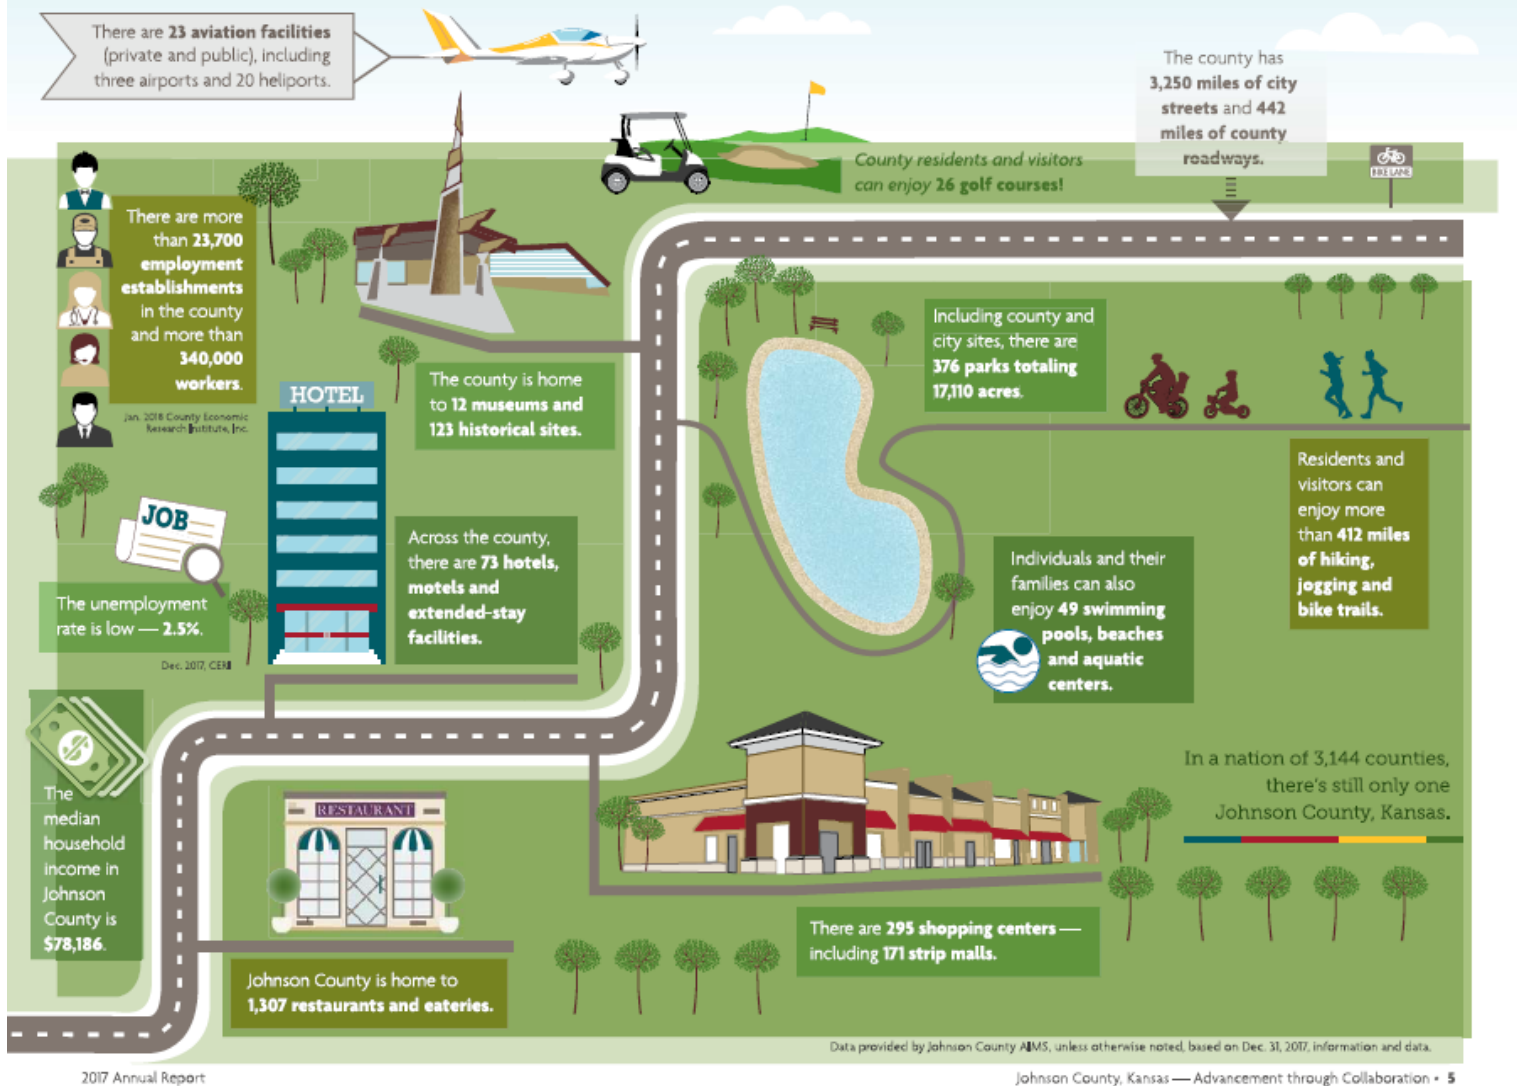 There are 23 aviation facilities
(private and public), including
three airports and 20 heliports.
The county has
3,250 miles of city
streets and 442
miles of county
roadways.
BIKE LANE
County residents and visitors
can enjoy 26 golf courses!
There are more
than 23,700
employment
establishments
in the county
and more than
340,000
workers.
Jan. 2018 County Economic
Research Institute, Inc.
Including county and
city sites, there are
376 parks totaling
17,110 acres.
HOTEL
The county is home
to 12 museums and
123 historical sites.
Residents and
visitors can
enjoy more
than 412 miles
of hiking,
jogging and
bike trails.
JOB
Across the county,
there are 73 hotels,
motels and
extended-stay
facilities.
Individuals and their
families can also
enjoy 49 swimming
pools, beaches
and aquatic
centers.
The unemployment
rate is low — 2.5%.
Dec. 2017, CERI
The
median
household
income in
Johnson
County is
$78,186.
In a nation of 3,144 counties,
there's still only one
Johnson County, Kansas.
RESTAURANT
There are 295 shopping centers —
including 171 strip malls.
Johnson County is home to
1,307 restaurants and eateries.
Data provided by Johnson County AIMS, unless otherwise noted, based on Dec. 31, 2017, information and data.
2017 Annual Report
Johnson County, Kansas — Advancement through Collaboration • 5